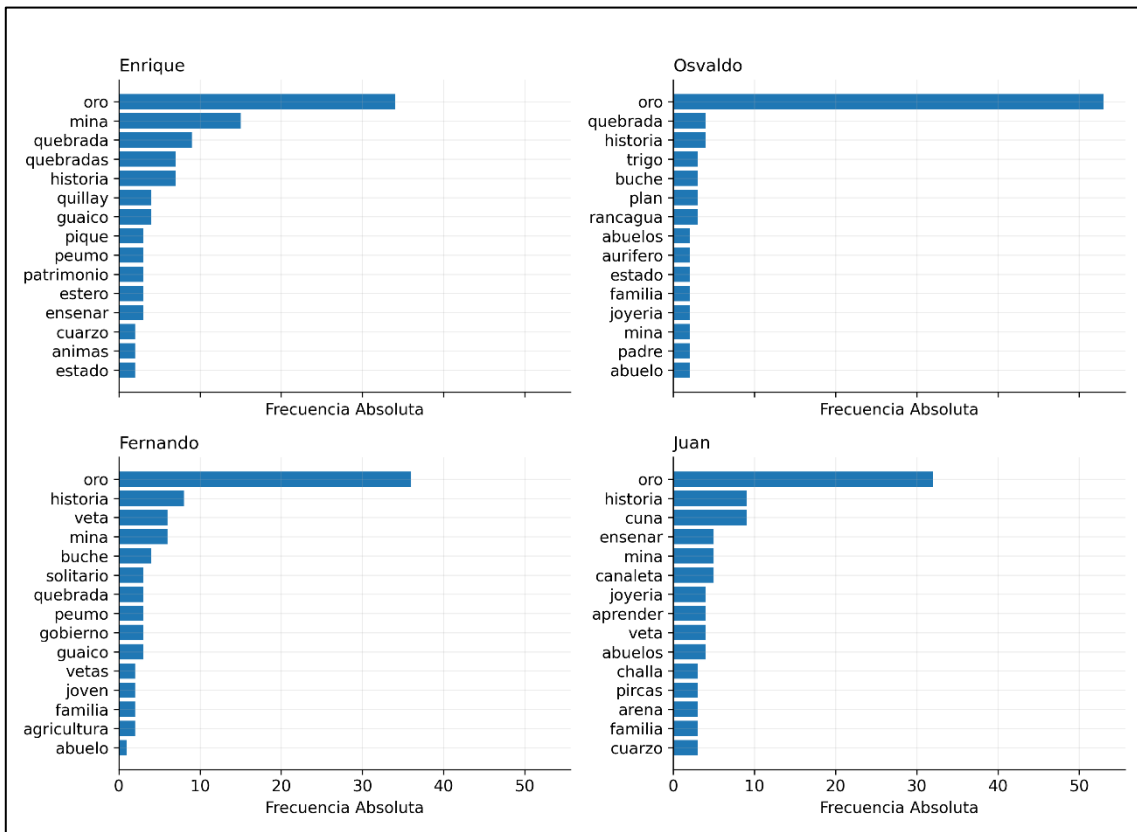 Enrique
oro
mina
quebrada
quebradas
historia
quillay
guaico
pique
peumo
patrimonio
estero
ensenar
cuarzo
animas
estado
Frecuencia Absoluta
Osvaldo
oro
quebrada
historia
trigo
buche
plan
rancagua
abuelos
aurifero
estado
familia
joyeria
mina
padre
abuelo
Frecuencia Absoluta
Fernando
oro
historia
veta
mina
buche
solitario
quebrada
peumo
gobierno
guaico
vetas
joven
familia
agricultura
abuelo
0 10 20 30 40 50
Frecuencia Absoluta
Juan
oro
historia
cuna
ensenar
mina
canaleta
joyeria
aprender
veta
abuelos
challa
pircas
arena
familia
cuarzo
0 10 20 30 40 50
Frecuencia Absoluta